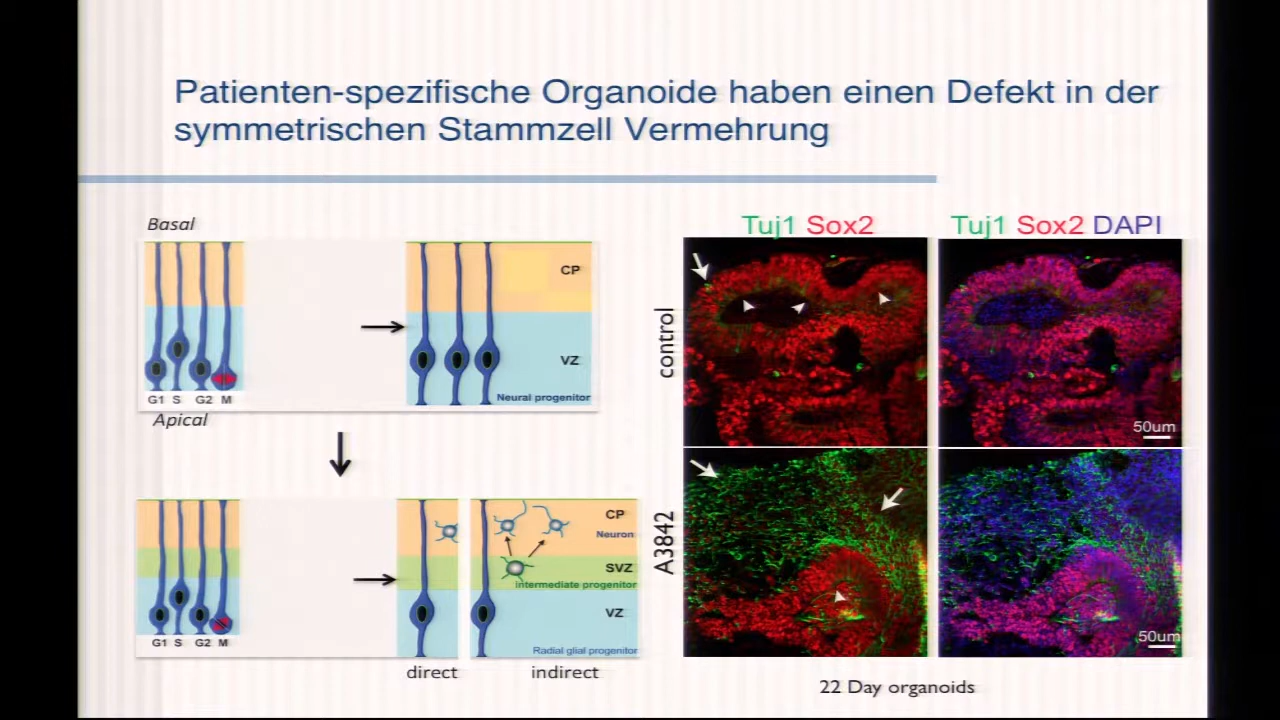 Patienten-spezifische Organoide haben einen Defekt in der
symmetrischen Stammzell Vermehrung
Basal
CP
VZ
Neural progenitor
G1 S G2 M
Apical
CP
Neuron
SVZ
Intermediate progenitor
VZ
Radial glial progenitor
G1 S G2 M
direct
indirect
Tuj1 Sox2
Tuj1 Sox2 DAPI
control
50um
A3842
50um
22 Day organoids